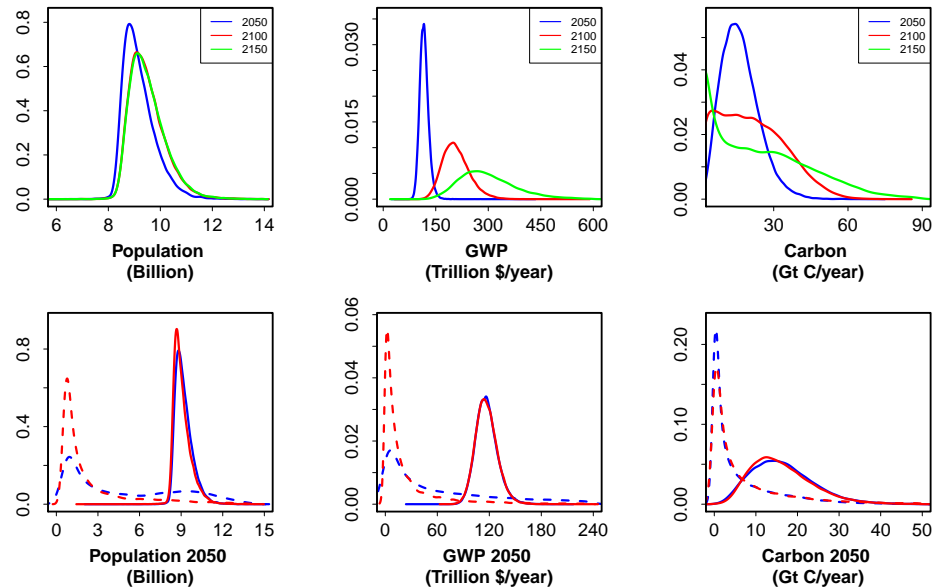 0.8
0.6
0.4
0.2
0.0
2050
2100
2150
6 8 10 12 14
Population
(Billion)
0.030
0.015
0.000
2050
2100
2150
0 150 300 450 600
GWP
(Trillion $/year)
0.04
0.02
0.00
2050
2100
2150
30 60 90
Carbon
(Gt C/year)
0.8
0.4
0.0
0 3 6 9 12 15
Population 2050
(Billion)
0.06
0.04
0.02
0.00
0 60 120 180 240
GWP 2050
(Trillion $/year)
0.20
0.10
0.00
0 10 20 30 40 50
Carbon 2050
(Gt C/year)